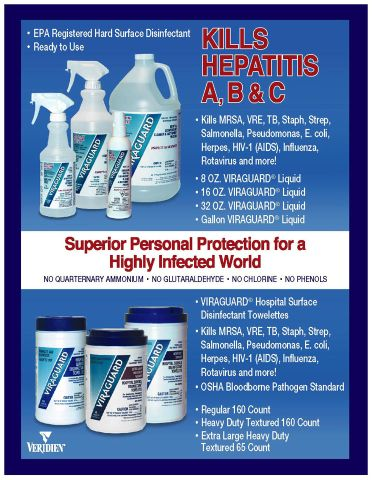 • EPA Registered Hard Surface Disinfectant
• Ready to Use
KILLS
HEPATITIS
A, B & C
• Kills MRSA, VRE, TB, Staph, Strep,
Salmonella, Pseudomonas, E. coli,
Herpes, HIV-1 (AIDS), Influenza,
Rotavirus and more!
• 8 OZ. VIRAGUARD® Liquid
• 16 OZ. VIRAGUARD® Liquid
• 32 OZ. VIRAGUARD® Liquid
• Gallon VIRAGUARD® Liquid
VIRAGUARD
VIRAGUARD
VIRAGUARD
VIRAGUARD
Superior Personal Protection for a
Highly Infected World
NO QUARTERNARY AMMONIUM • NO GLUTARALDEHYDE • NO CHLORINE • NO PHENOLS
• VIRAGUARD® Hospital Surface
Disinfectant Towelettes
• Kills MRSA, VRE, TB, Staph, Strep,
Salmonella, Pseudomonas, E. coli,
Herpes, HIV-1 (AIDS), Influenza,
Rotavirus and more!
• OSHA Bloodborne Pathogen Standard
• Regular 160 Count
• Heavy Duty Textured 160 Count
• Extra Large Heavy Duty
Textured 65 Count
VIRAGUARD
VIRAGUARD
VIRAGUARD
VERIDIEN